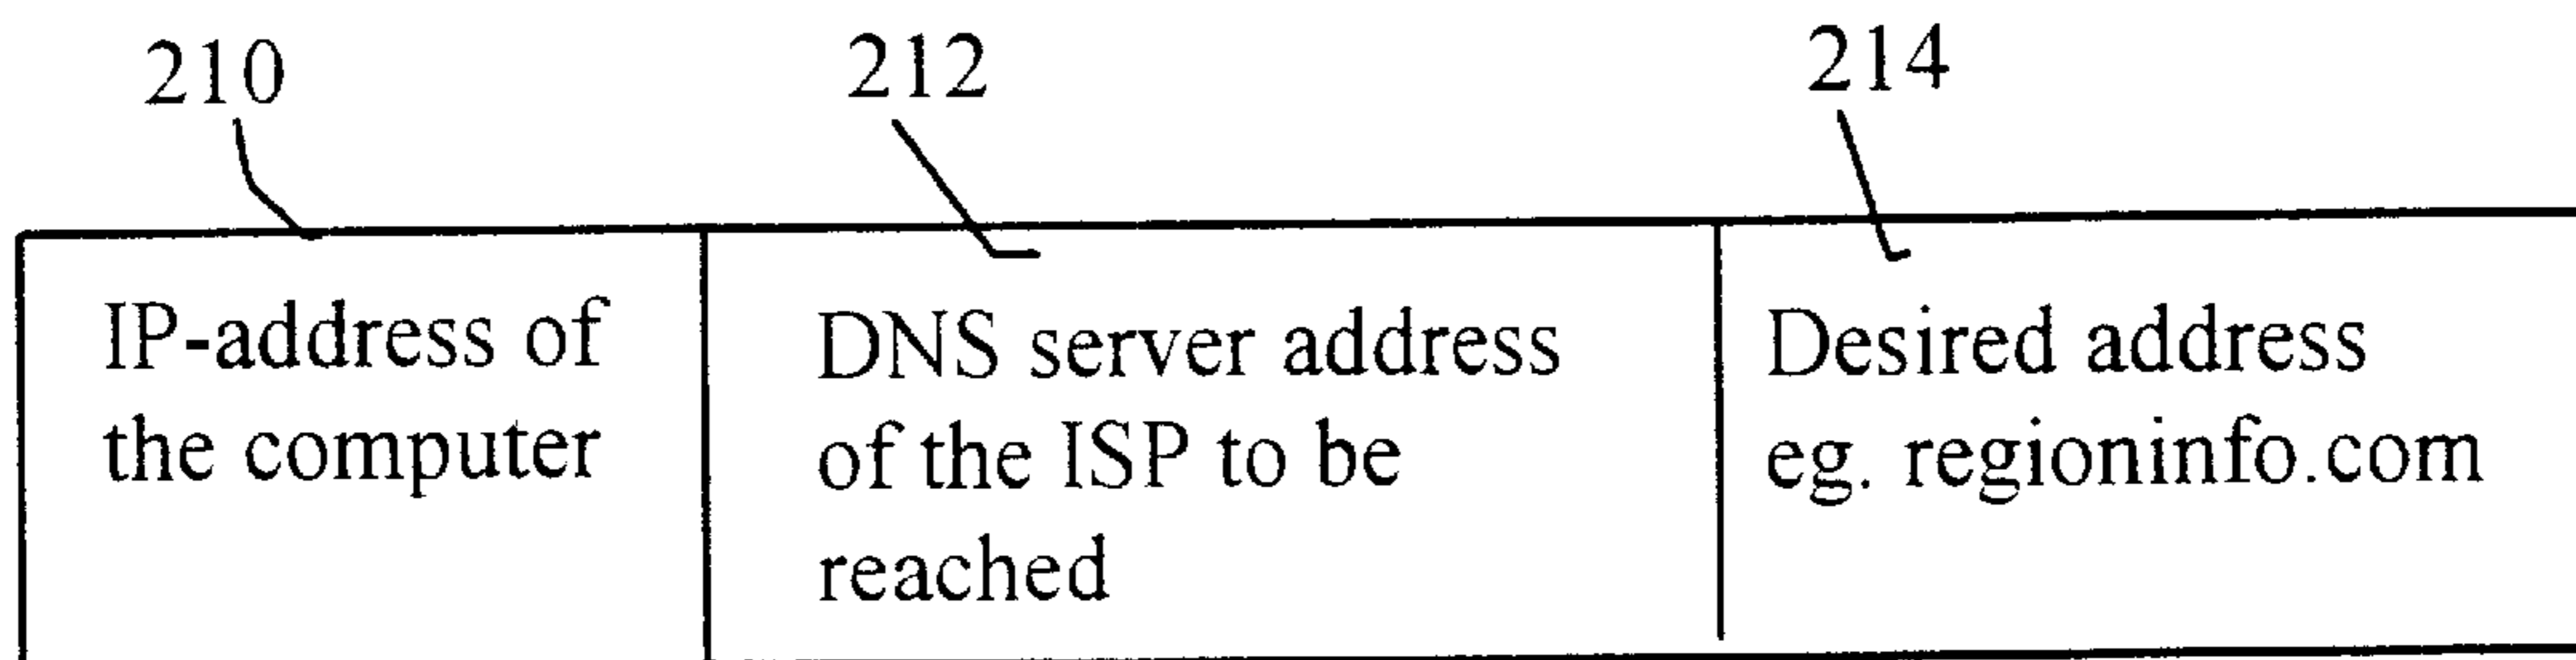 210
212
214
IP-address of
the computer
DNS server address
of the ISP to be
reached
Desired address
eg. regioninfo.com